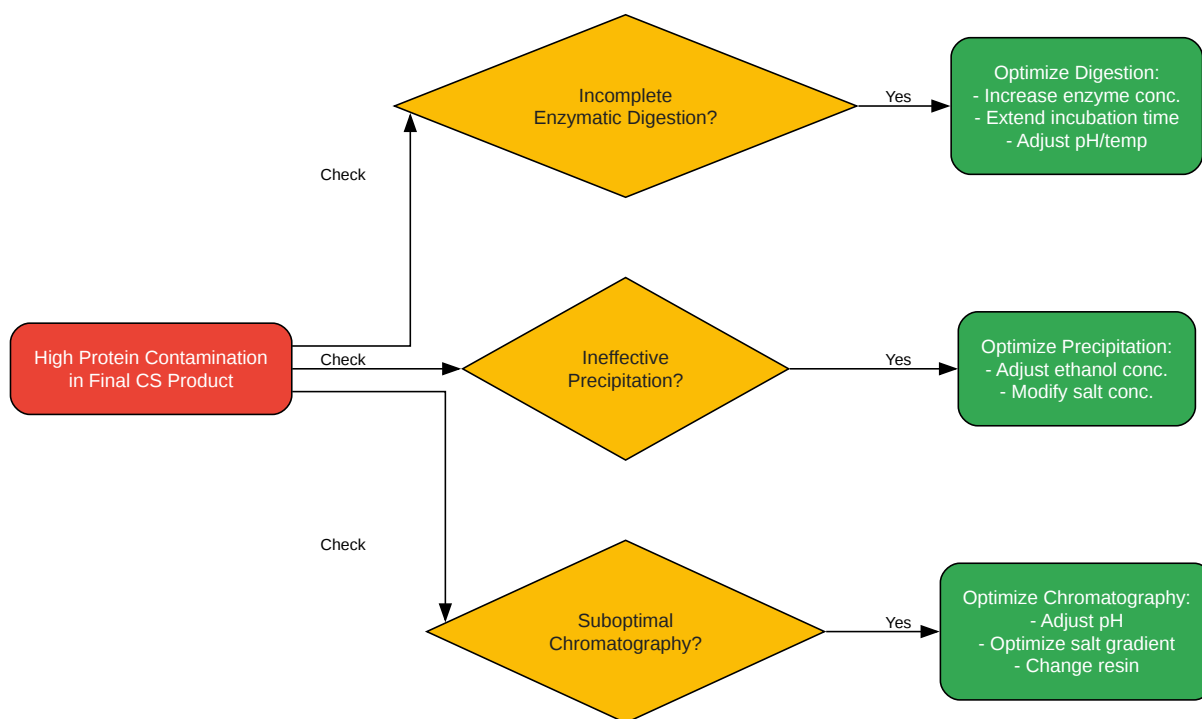 Incomplete
Enzymatic Digestion?
Yes
Optimize Digestion:
- Increase enzyme conc.
- Extend incubation time
- Adjust pH/temp
Check
High Protein Contamination
in Final CS Product
Check
Ineffective
Precipitation?
Yes
Optimize Precipitation:
- Adjust ethanol conc.
- Modify salt conc.
Check
Suboptimal
Chromatography?
Yes
Optimize Chromatography:
- Adjust pH
- Optimize salt gradient
- Change resin